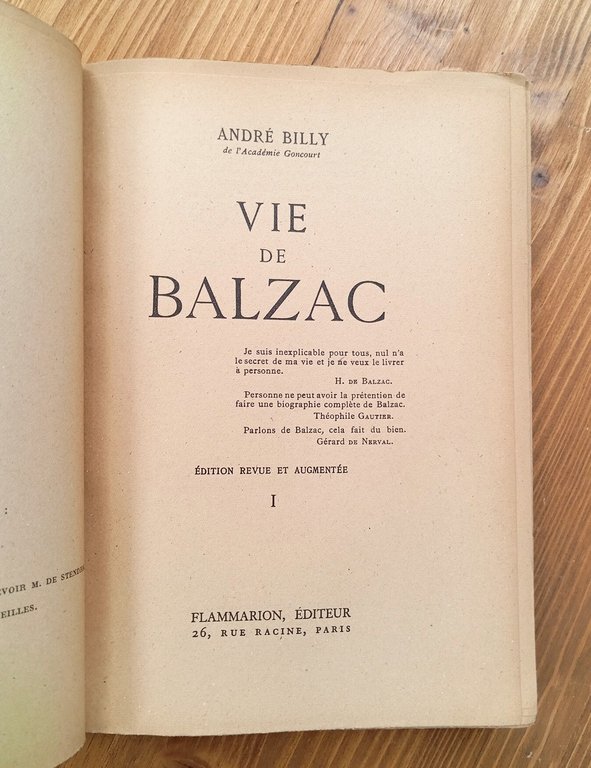 :
VOIR M. DE
EILLES.
ANDRÉ BILLY
de l'Académie Goncourt
VIE
DE
BALZAC
Je suis inexplicable pour tous, nul n'a
le secret de ma vie et je ne veux le livrer
à personne.
H. DE BALZAC.
Personne ne peut avoir la prétention de
faire une biographie complète de Balzac.
Théophile GAUTIER.
Parlons de Balzac, cela fait du bien.
Gérard DE NERVAL.
ÉDITION REVUE ET AUGMENTÉE
I
FLAMMARION, ÉDITEUR
26, RUE RACINE, PARIS